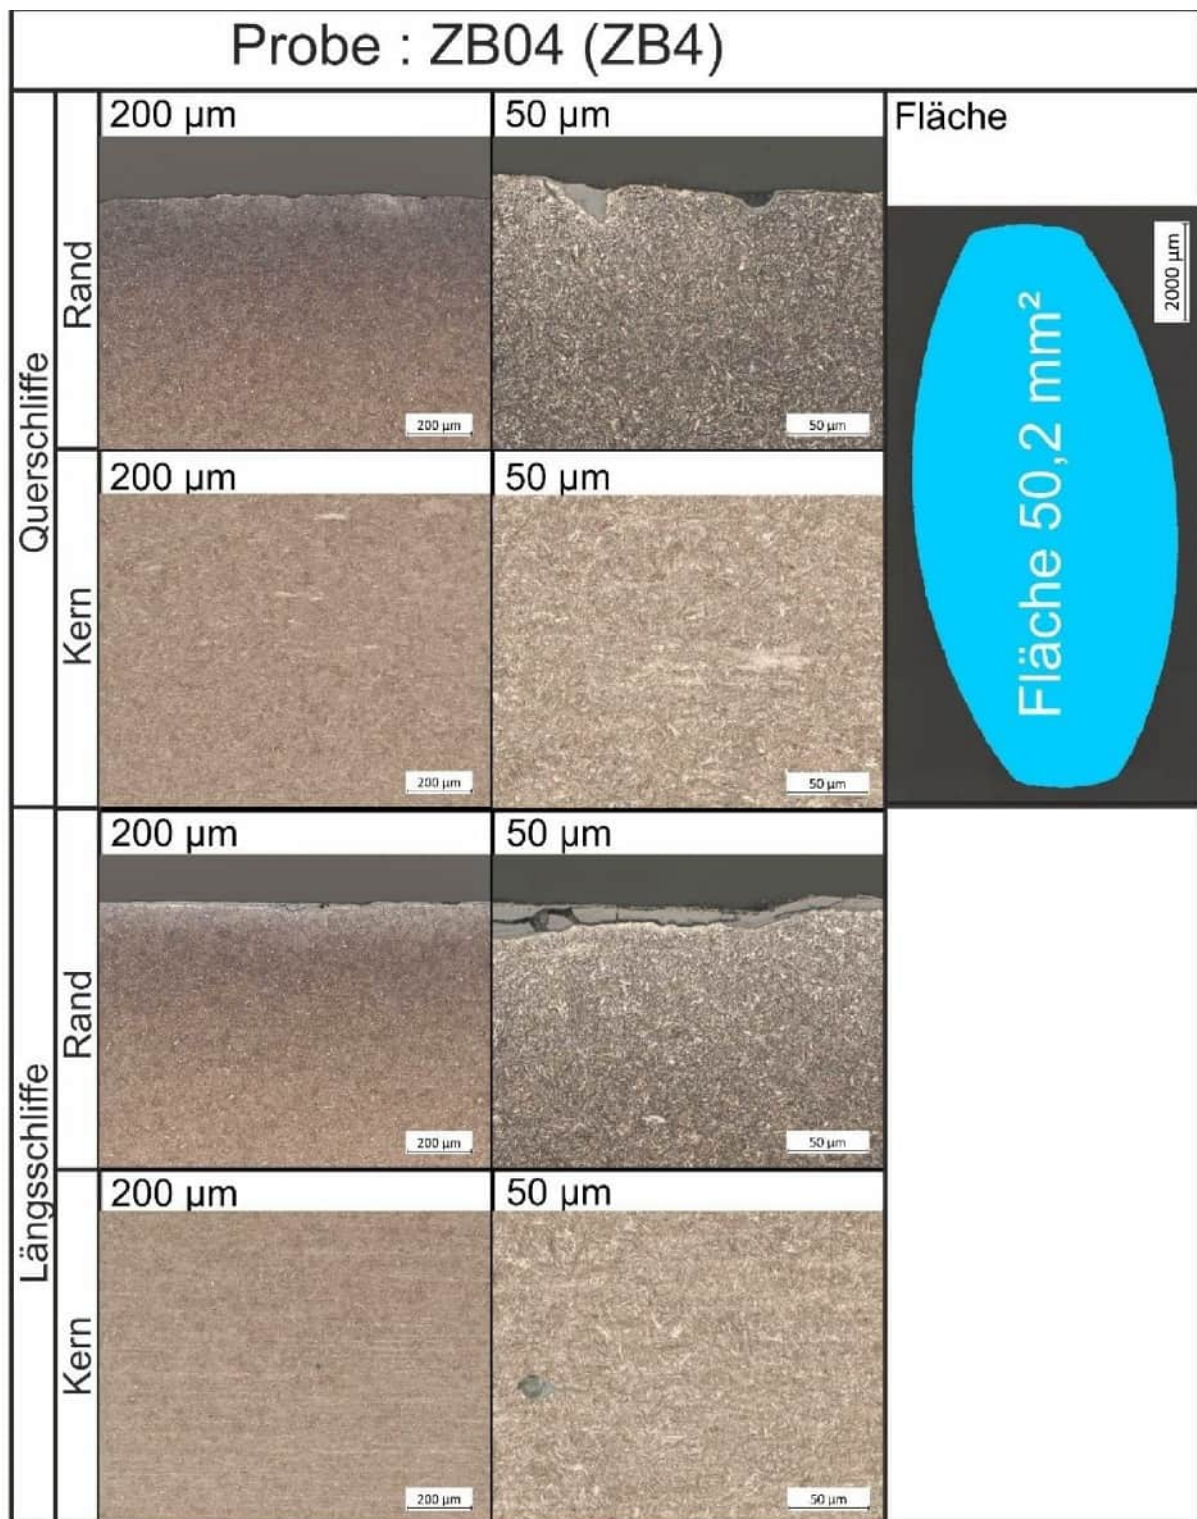 Probe : ZB04 (ZB4)
Querschliffe
Rand
200 µm
200 µm
50 µm
50 µm
Fläche
2000 µm
Fläche 50,2 mm²
Kern
200 µm
200 µm
50 µm
50 µm
Längsschliffe
Rand
200 µm
200 µm
50 µm
50 µm
Kern
200 µm
200 µm
50 µm
50 µm